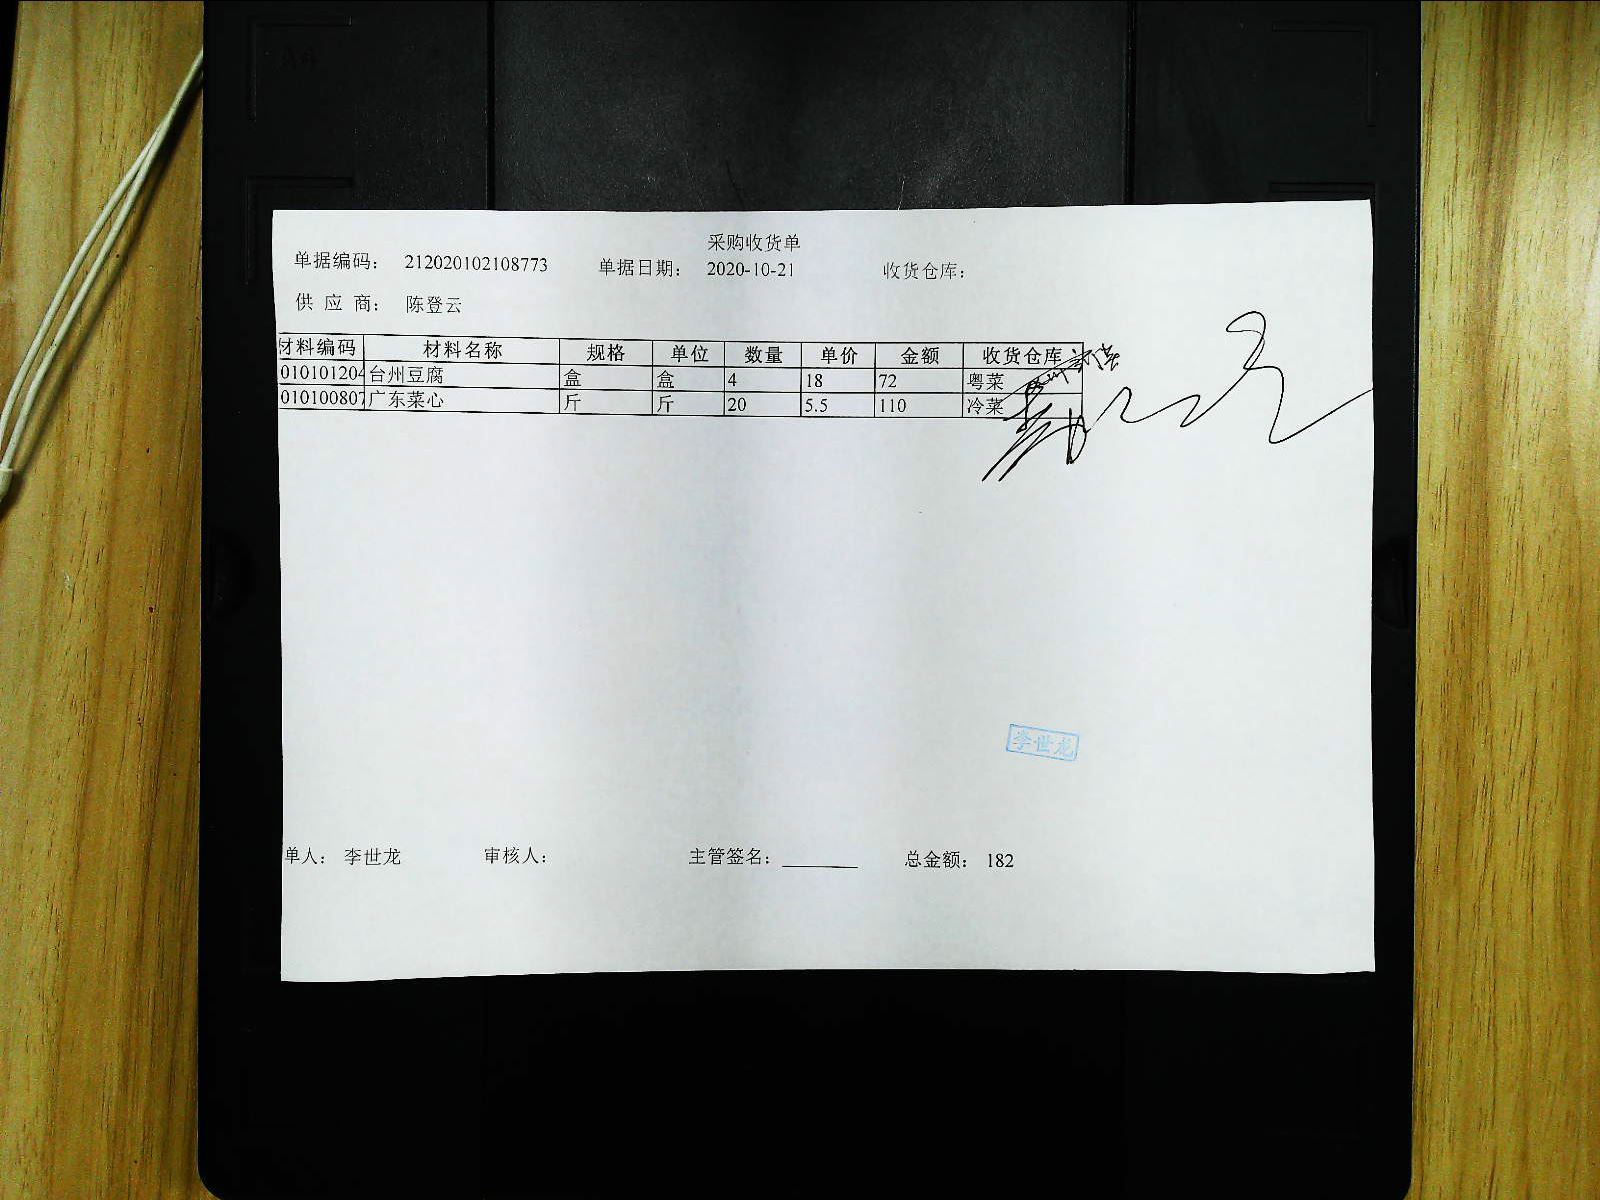 采购收货单
单据编码： 212020102108773 单据日期： 2020-10-21 收货仓库：
供 应 商： 陈登云
材料编码 材料名称 规格 单位 数量 单价 金额 收货仓库
010101204 台州豆腐 盒 盒 4 18 72 粤菜
010100807 广东菜心 斤 斤 20 5.5 110 冷菜
李世龙
单人： 李世龙 审核人： 主管签名： 总金额： 182